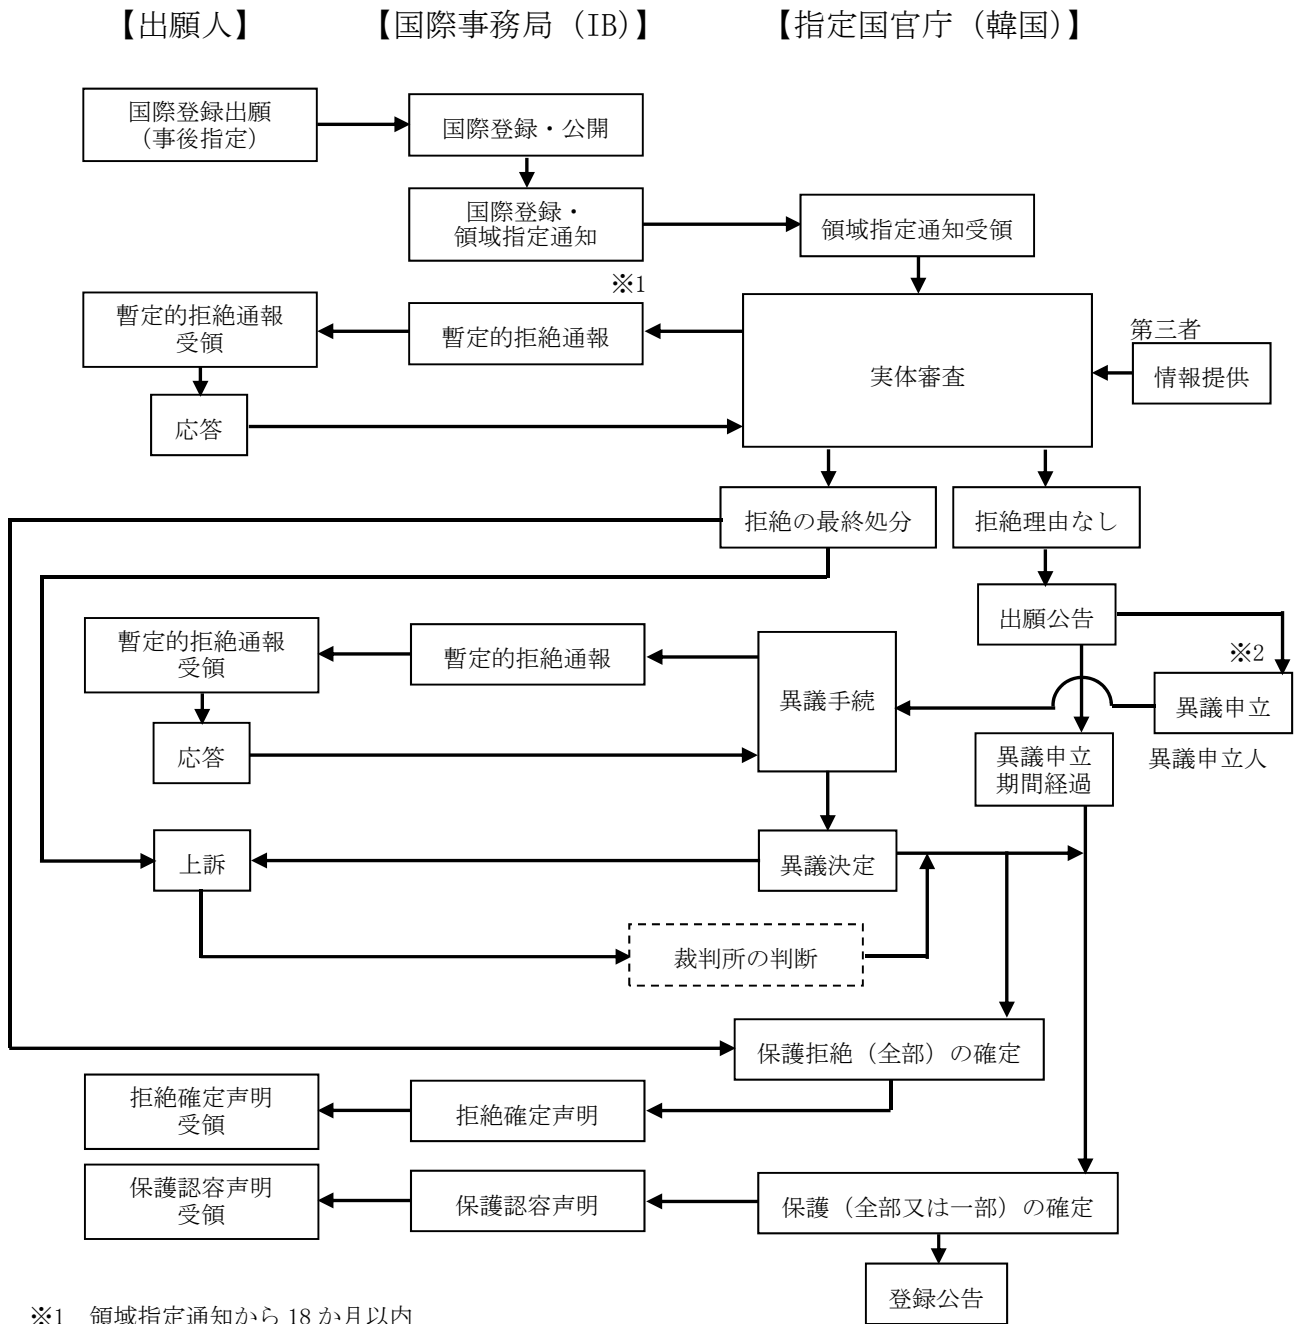 【出願人】
【国際事務局(IB)】
【指定国官庁(韓国)】
国際登録出願
(事後指定)
国際登録・公開
国際登録・
領域指定通知
領域指定通知受領
※1
暫定的拒絶通報
受領
暫定的拒絶通報
実体審査
第三者
情報提供
応答
拒絶の最終処分
拒絶理由なし
出願公告
暫定的拒絶通報
受領
暫定的拒絶通報
異議手続
※2
異議申立
異議申立人
応答
異議申立
期間経過
上訴
異議決定
裁判所の判断
保護拒絶(全部)の確定
拒絶確定声明
受領
拒絶確定声明
保護認容声明
受領
保護認容声明
保護(全部又は一部)の確定
登録公告
※1 領域指定通知から 18 か月以内